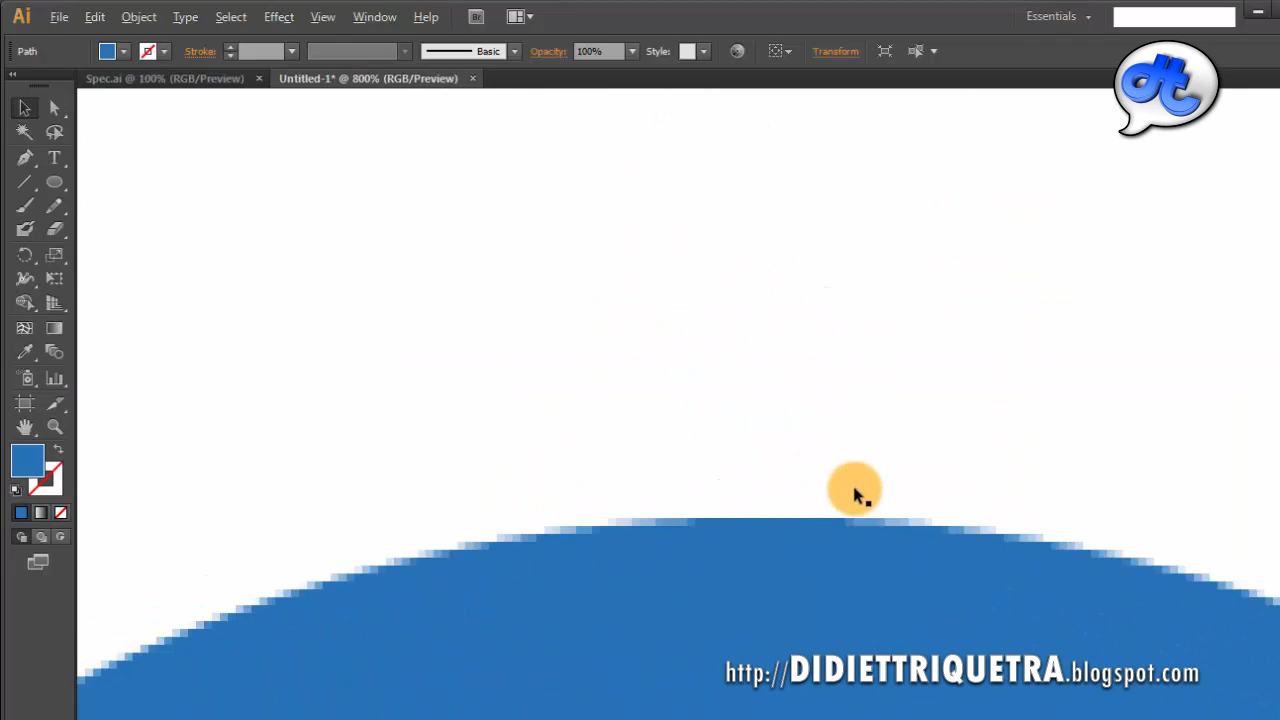 Ai File Edit Object Type Select Effect View Window Help Br Essentials
Path Stroke: Basic Opacity: 100% Style: Transform
Spec.ai @ 100% (RGB/Preview) × Untitled-1* @ 800% (RGB/Preview) ×
dt
T
http://DIDIETTRIQUETRA.blogspot.com